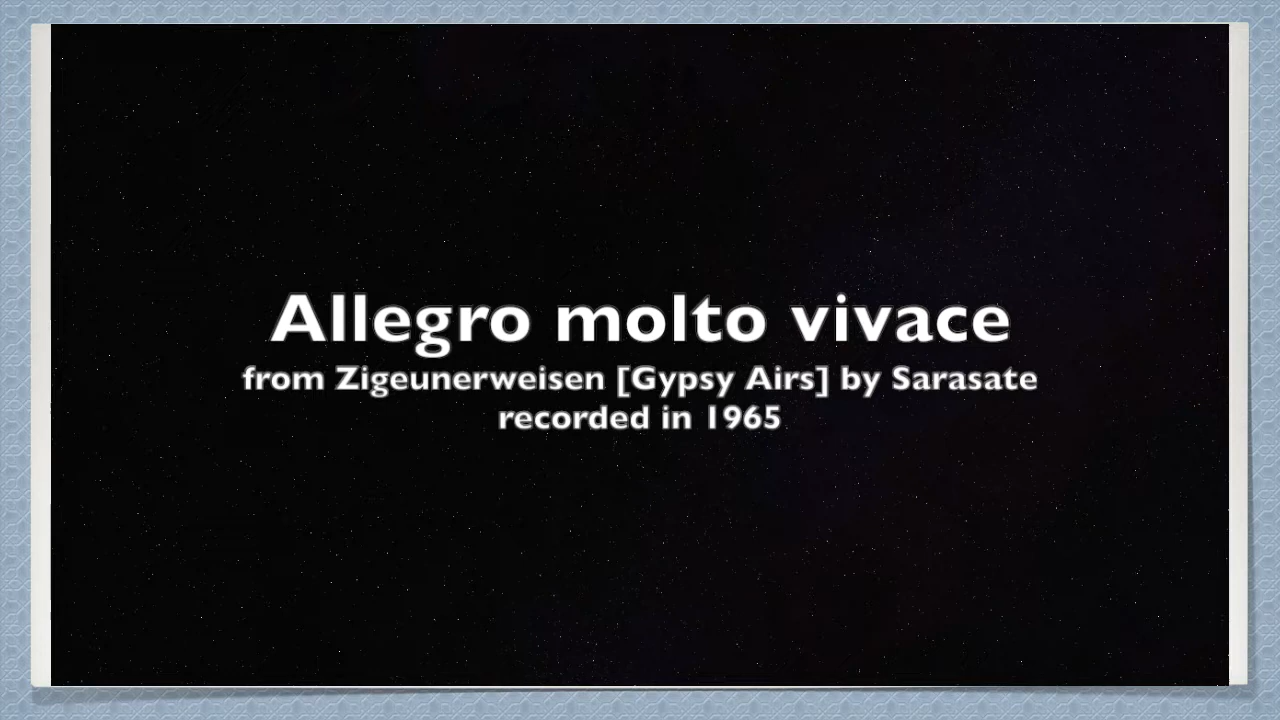 Allegro molto vivace
from Zigeunerweisen [Gypsy Airs] by Sarasate
recorded in 1965